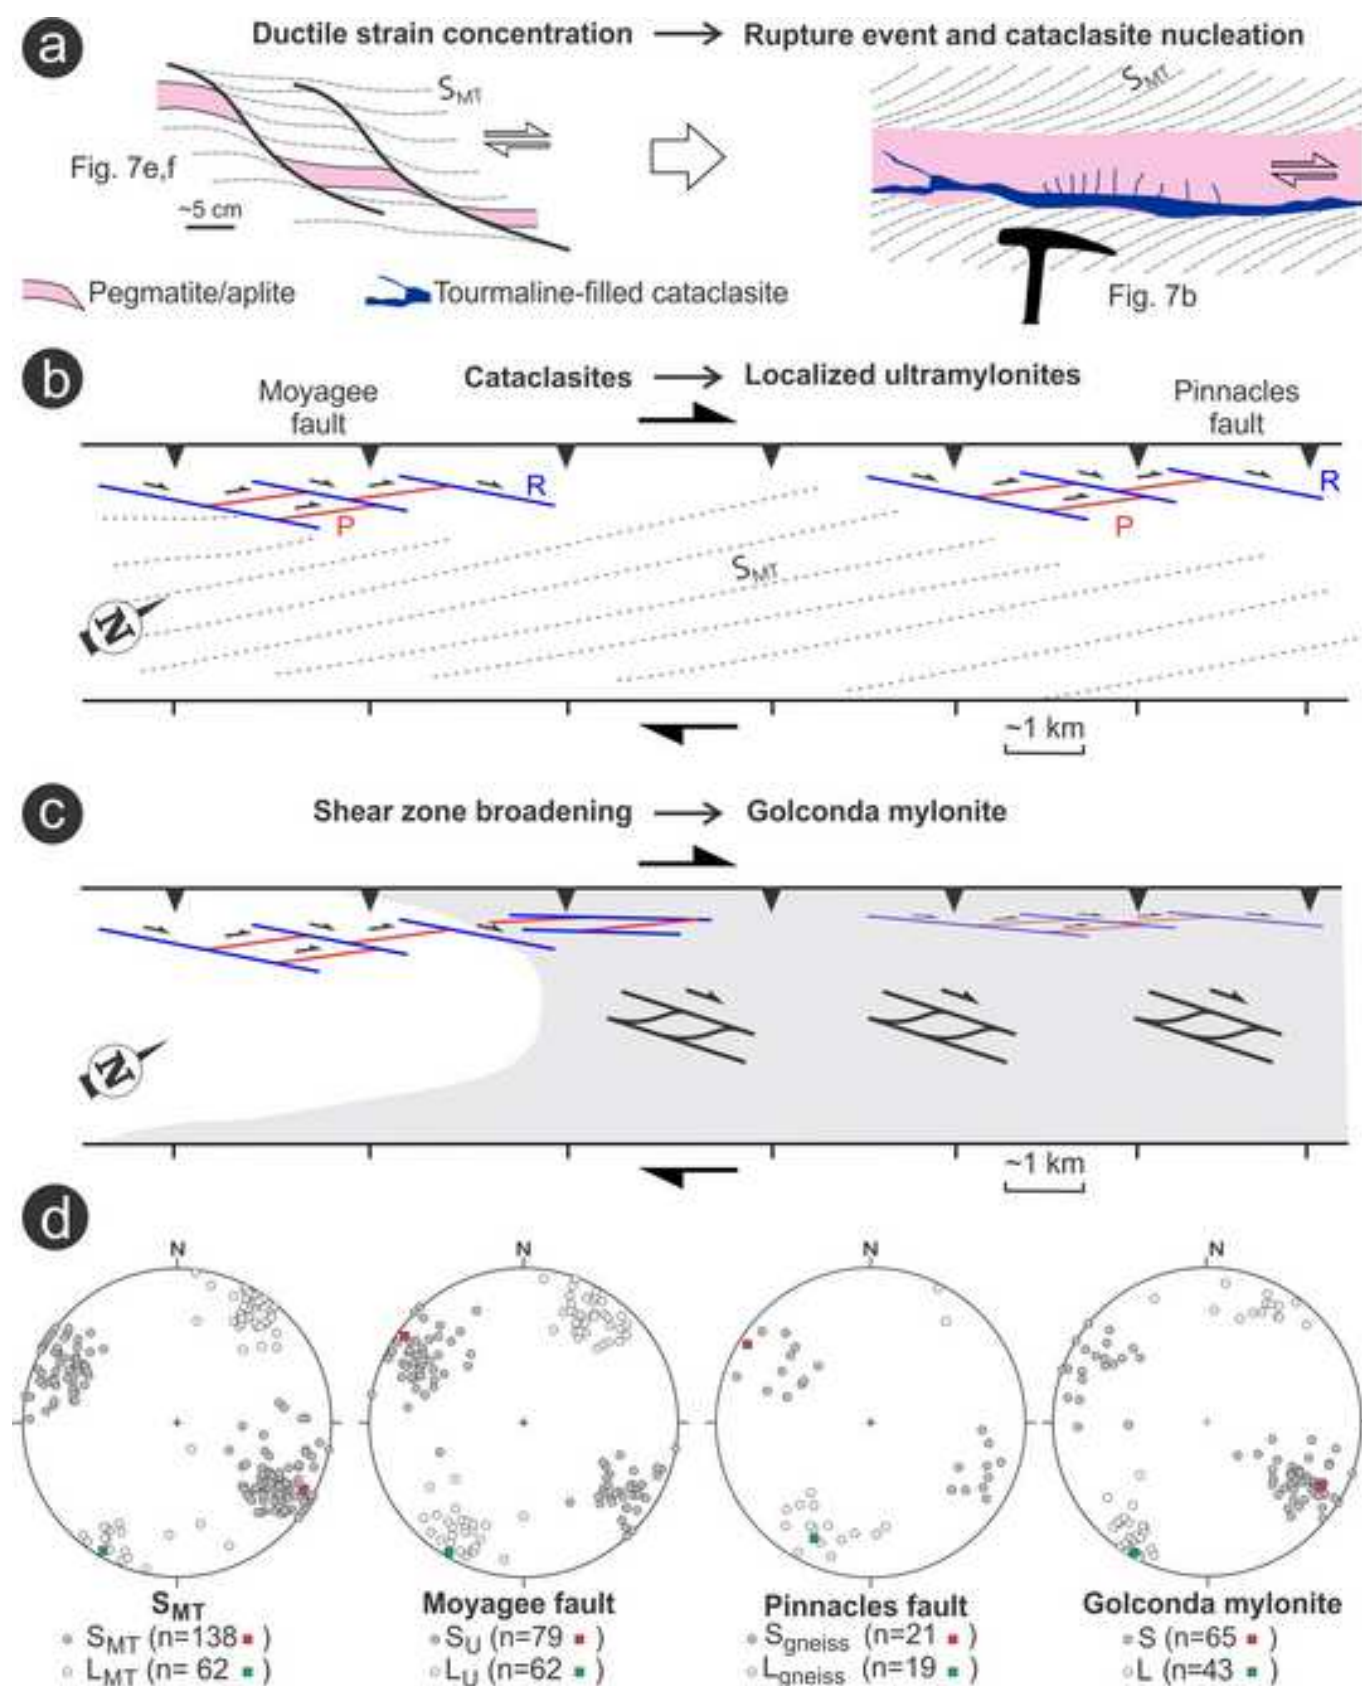 a
Ductile strain concentration → Rupture event and cataclasite nucleation
SMT
SMT
Fig. 7e,f
~5 cm
Pegmatite/aplite
Tourmaline-filled cataclasite
Fig. 7b
b
Cataclasites → Localized ultramylonites
Moyagee
fault
Pinnacles
fault
R
R
P
P
SMT
N
~1 km
c
Shear zone broadening → Golconda mylonite
N
~1 km
d
N
N
N
N
SMT
SMT (n=138 )
LMT (n= 62 )
Moyagee fault
SU (n=79 )
LU (n=62 )
Pinnacles fault
Sgneiss (n=21 )
Lgneiss (n=19 )
Golconda mylonite
S (n=65 )
L (n=43 )